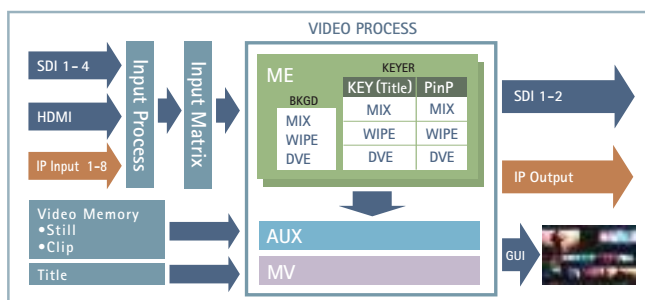 VIDEO PROCESS
SDI 1-4
HDMI
IP Input 1-8
Input Process
Input Matrix
ME
KEYER
BKGD
KEY (Title) PinP
MIX
WIPE
DVE
MIX MIX
WIPE WIPE
DVE DVE
SDI 1-2
IP Output
Video Memory
•Still
•Clip
Title
AUX
MV
GUI